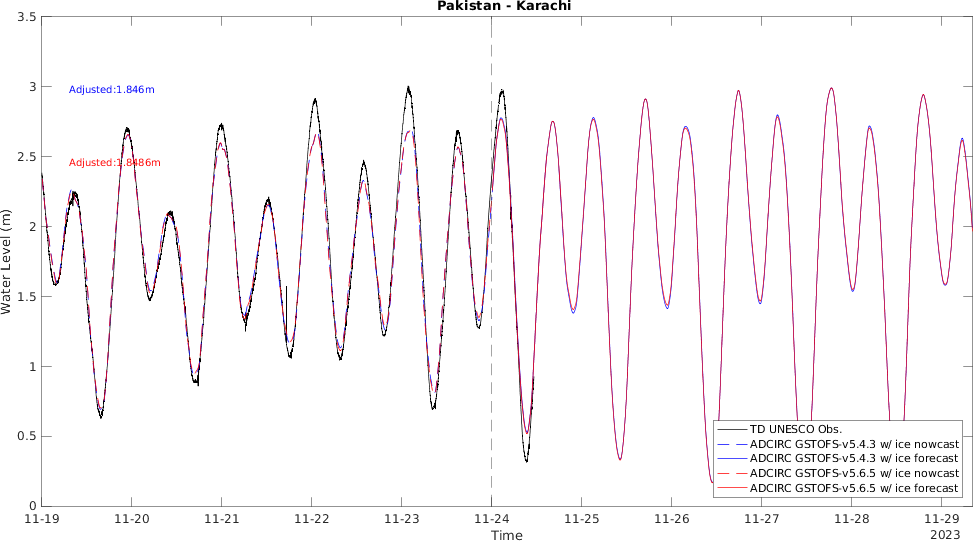 Pakistan - Karachi
3.5
3
2.5
2
1.5
1
0.5
0
Water Level (m)
Adjusted:1.846m
Adjusted:1.8486m
TD UNESCO Obs.
ADCIRC GSTOFS-v5.4.3 w/ ice nowcast
ADCIRC GSTOFS-v5.4.3 w/ ice forecast
ADCIRC GSTOFS-v5.6.5 w/ ice nowcast
ADCIRC GSTOFS-v5.6.5 w/ ice forecast
11-19 11-20 11-21 11-22 11-23 11-24 11-25 11-26 11-27 11-28 11-29
2023
Time